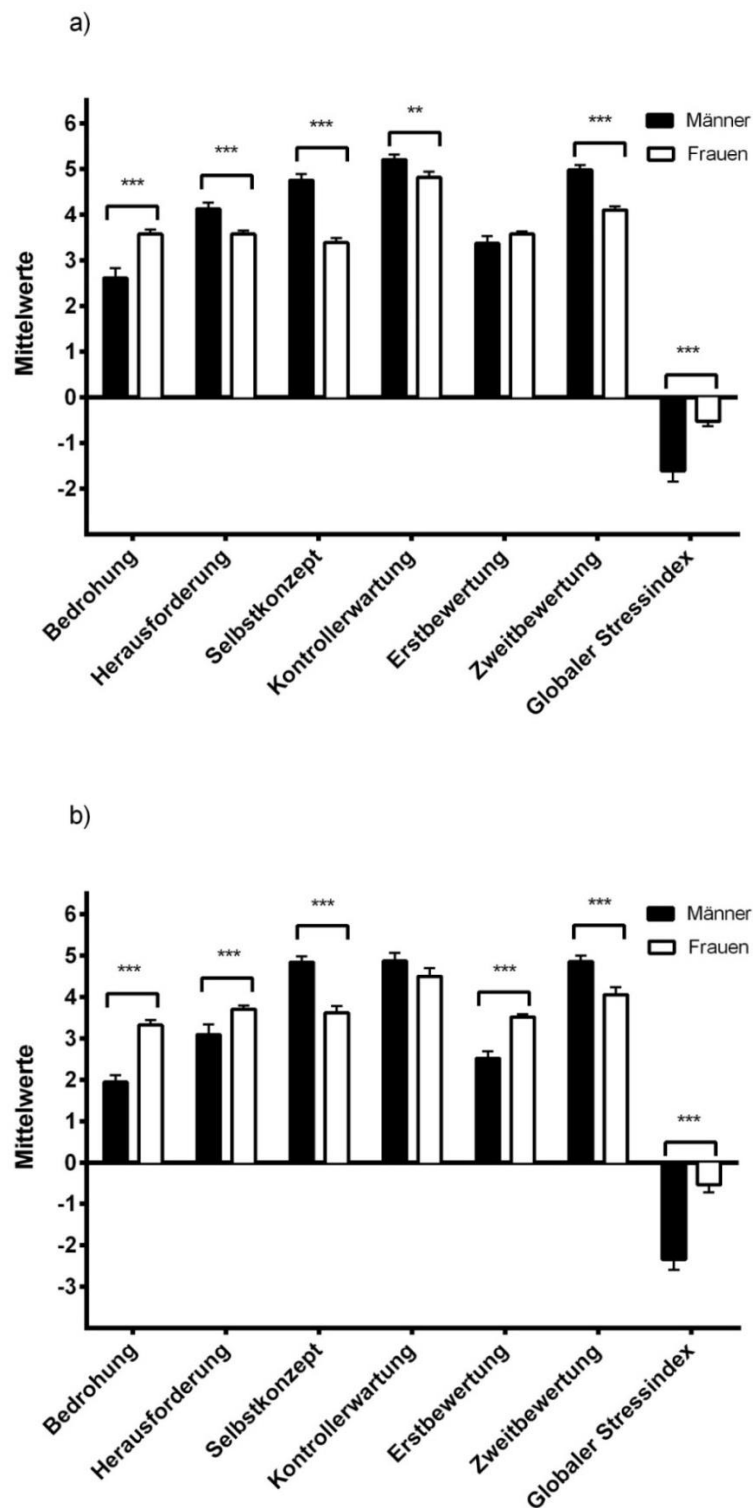 a)
***
***
***
**
***
***
Männer
Frauen
6
5
4
3
2
1
0
-1
-2
Mittelwerte
Bedrohung
Herausforderung
Selbstkonzept
Kontrollerwartung
Erstbewertung
Zweitbewertung
Globaler Stressindex
b)
***
***
***
***
***
***
Männer
Frauen
6
5
4
3
2
1
0
-1
-2
-3
Mittelwerte
Bedrohung
Herausforderung
Selbstkonzept
Kontrollerwartung
Erstbewertung
Zweitbewertung
Globaler Stressindex